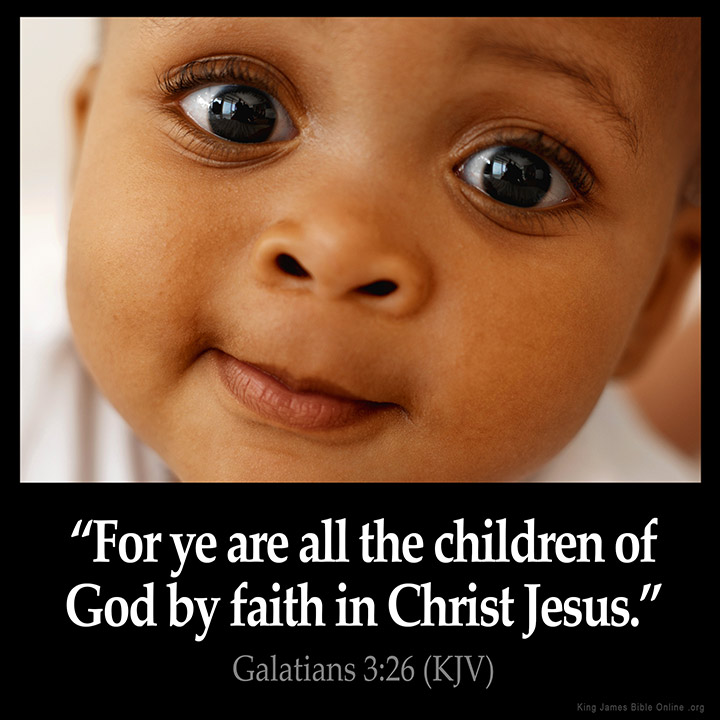 “For ye are all the children of
God by faith in Christ Jesus.”
Galatians 3:26 (KJV)
King James Bible Online .org